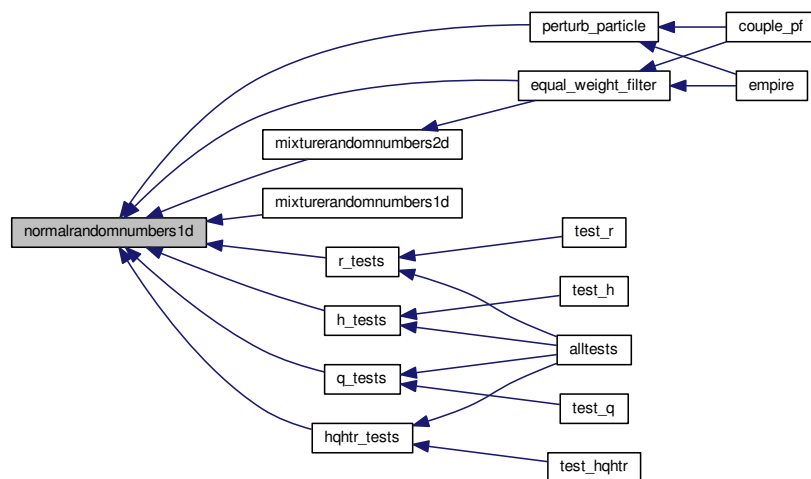 perturb_particle
couple_pf
equal_weight_filter
empire
mixturerandomnumbers2d
mixturerandomnumbers1d
normalrandomnumbers1d
test_r
r_tests
test_h
h_tests
alltests
q_tests
test_q
hqhtr_tests
test_hqhtr